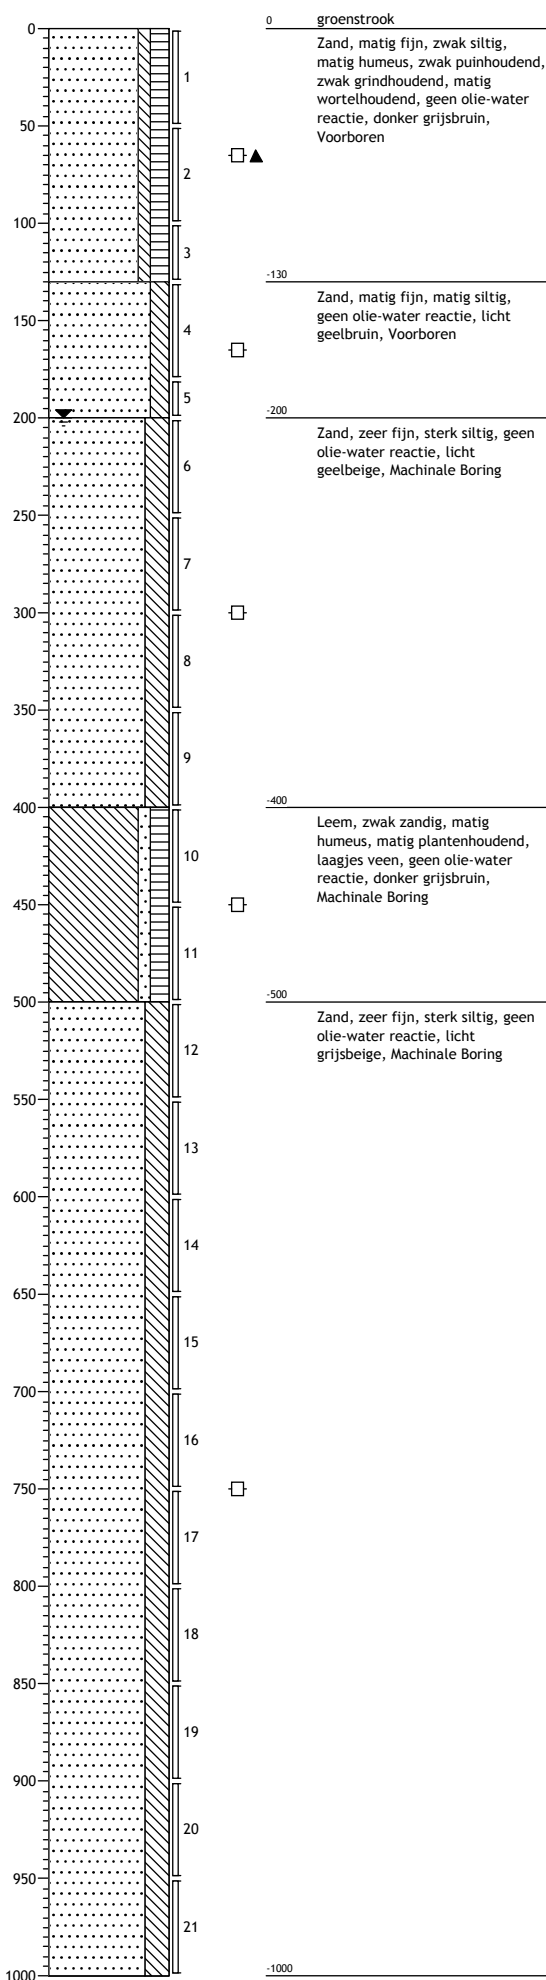 0
50
100
150
200
250
300
350
400
450
500
550
600
650
700
750
800
850
900
950
1000
1
2
3
4
5
6
7
8
9
10
11
12
13
14
15
16
17
18
19
20
21
0
groenstrook
Zand, matig fijn, zwak siltig,
matig humeus, zwak puinhoudend,
zwak grindhoudend, matig
wortelhoudend, geen olie-water
reactie, donker grijsbruin,
Voorboren
-130
Zand, matig fijn, matig siltig,
geen olie-water reactie, licht
geelbruin, Voorboren
-200
Zand, zeer fijn, sterk siltig, geen
olie-water reactie, licht
geelbeige, Machinale Boring
-400
Leem, zwak zandig, matig
humeus, matig plantenhoudend,
laagjes veen, geen olie-water
reactie, donker grijsbruin,
Machinale Boring
-500
Zand, zeer fijn, sterk siltig, geen
olie-water reactie, licht
grijsbeige, Machinale Boring
-1000